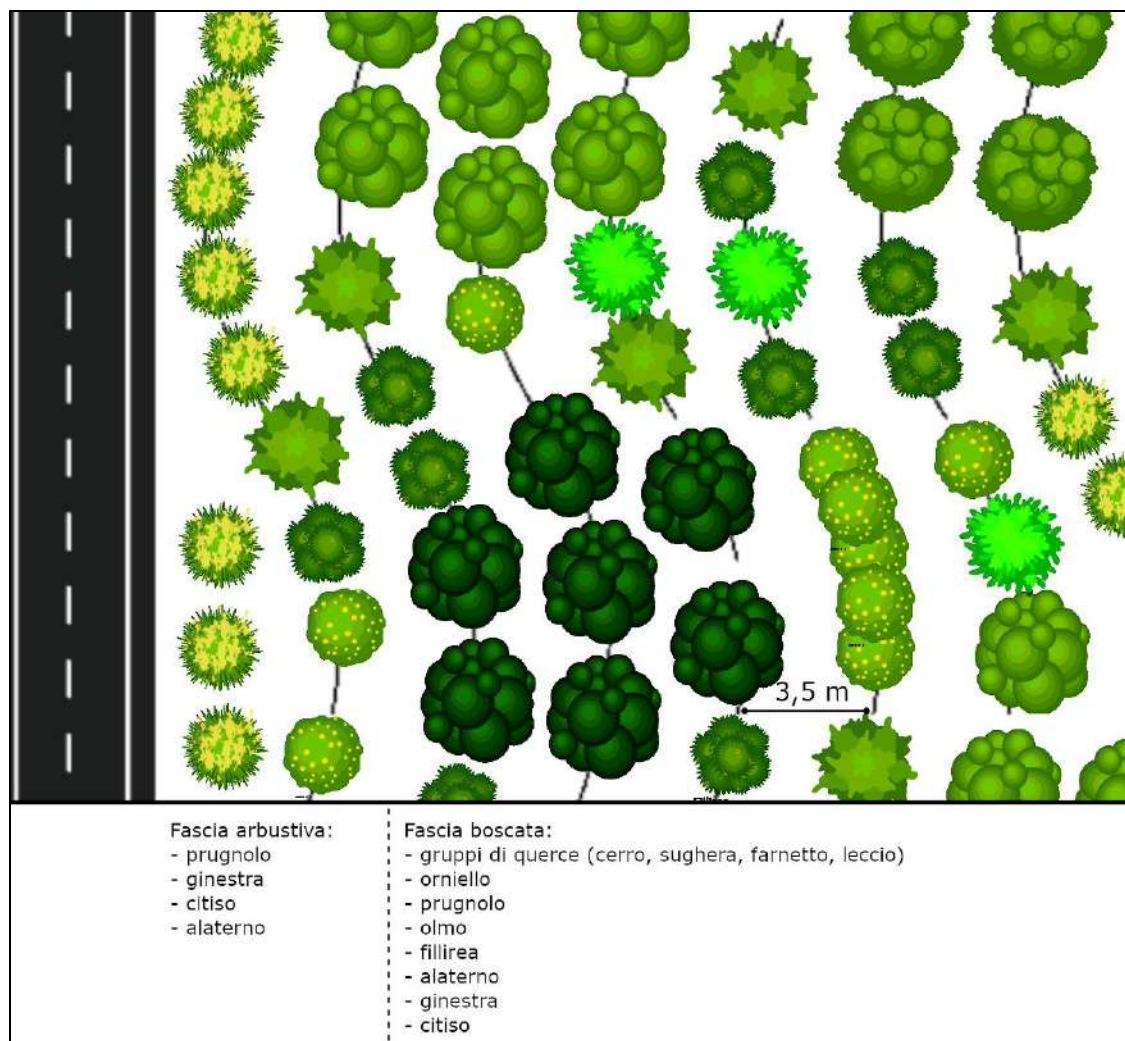 3,5 m
Fascia arbustiva:
- prugnolo
- ginestra
- citiso
- alaterno
Fascia boscata:
- gruppi di querce (cerro, sughera, farnetto, leccio)
- orniello
- prugnolo
- olmo
- fillirea
- alaterno
- ginestra
- citiso